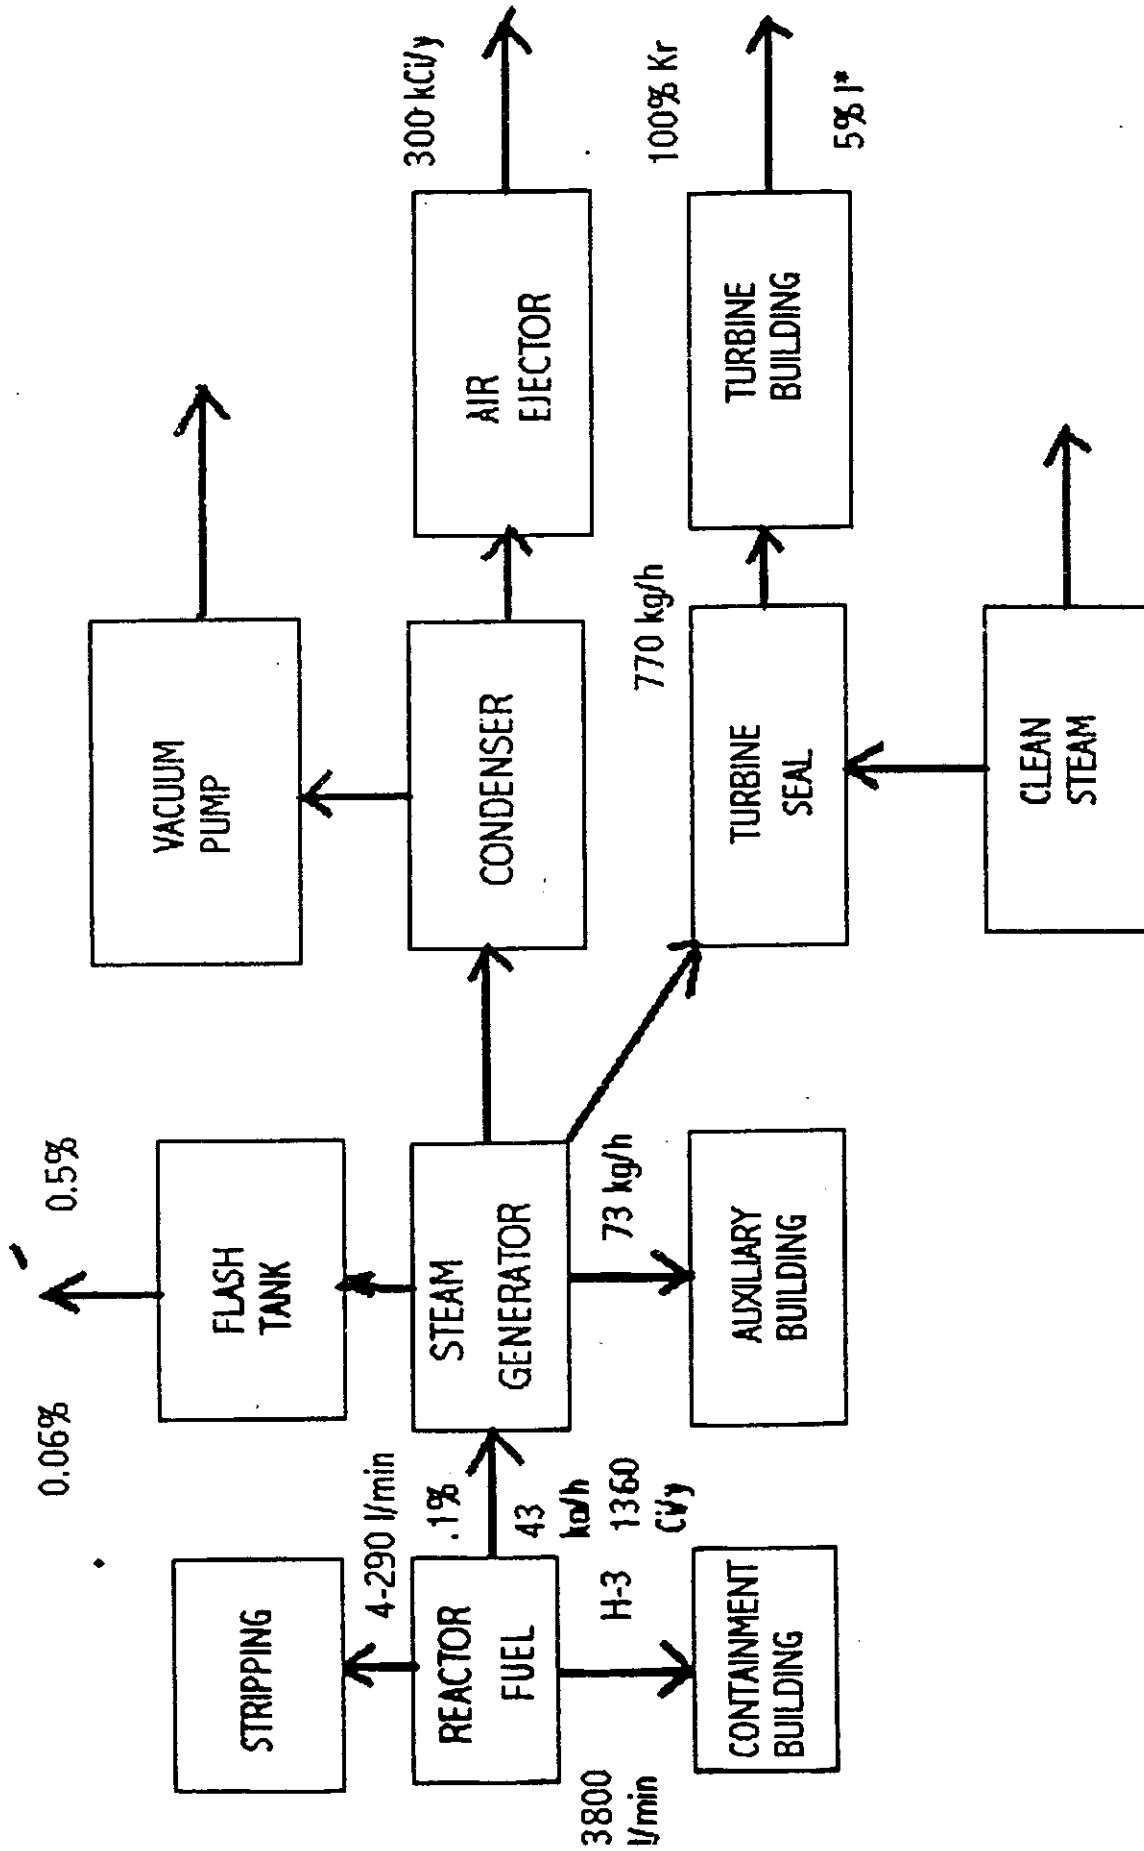 0.06%
0.5%
STRIPPING
FLASH
TANK
VACUUM
PUMP
4-290 l/min
REACTOR
FUEL
.1%
43
kg/h
1360
Ci/y
STEAM
GENERATOR
CONDENSER
AIR
EJECTOR
300 kCi/y
3800
l/min
H-3
73 kg/h
770 kg/h
100% Kr
CONTAINMENT
BUILDING
AUXILIARY
BUILDING
TURBINE
SEAL
TURBINE
BUILDING
5% I*
CLEAN
STEAM